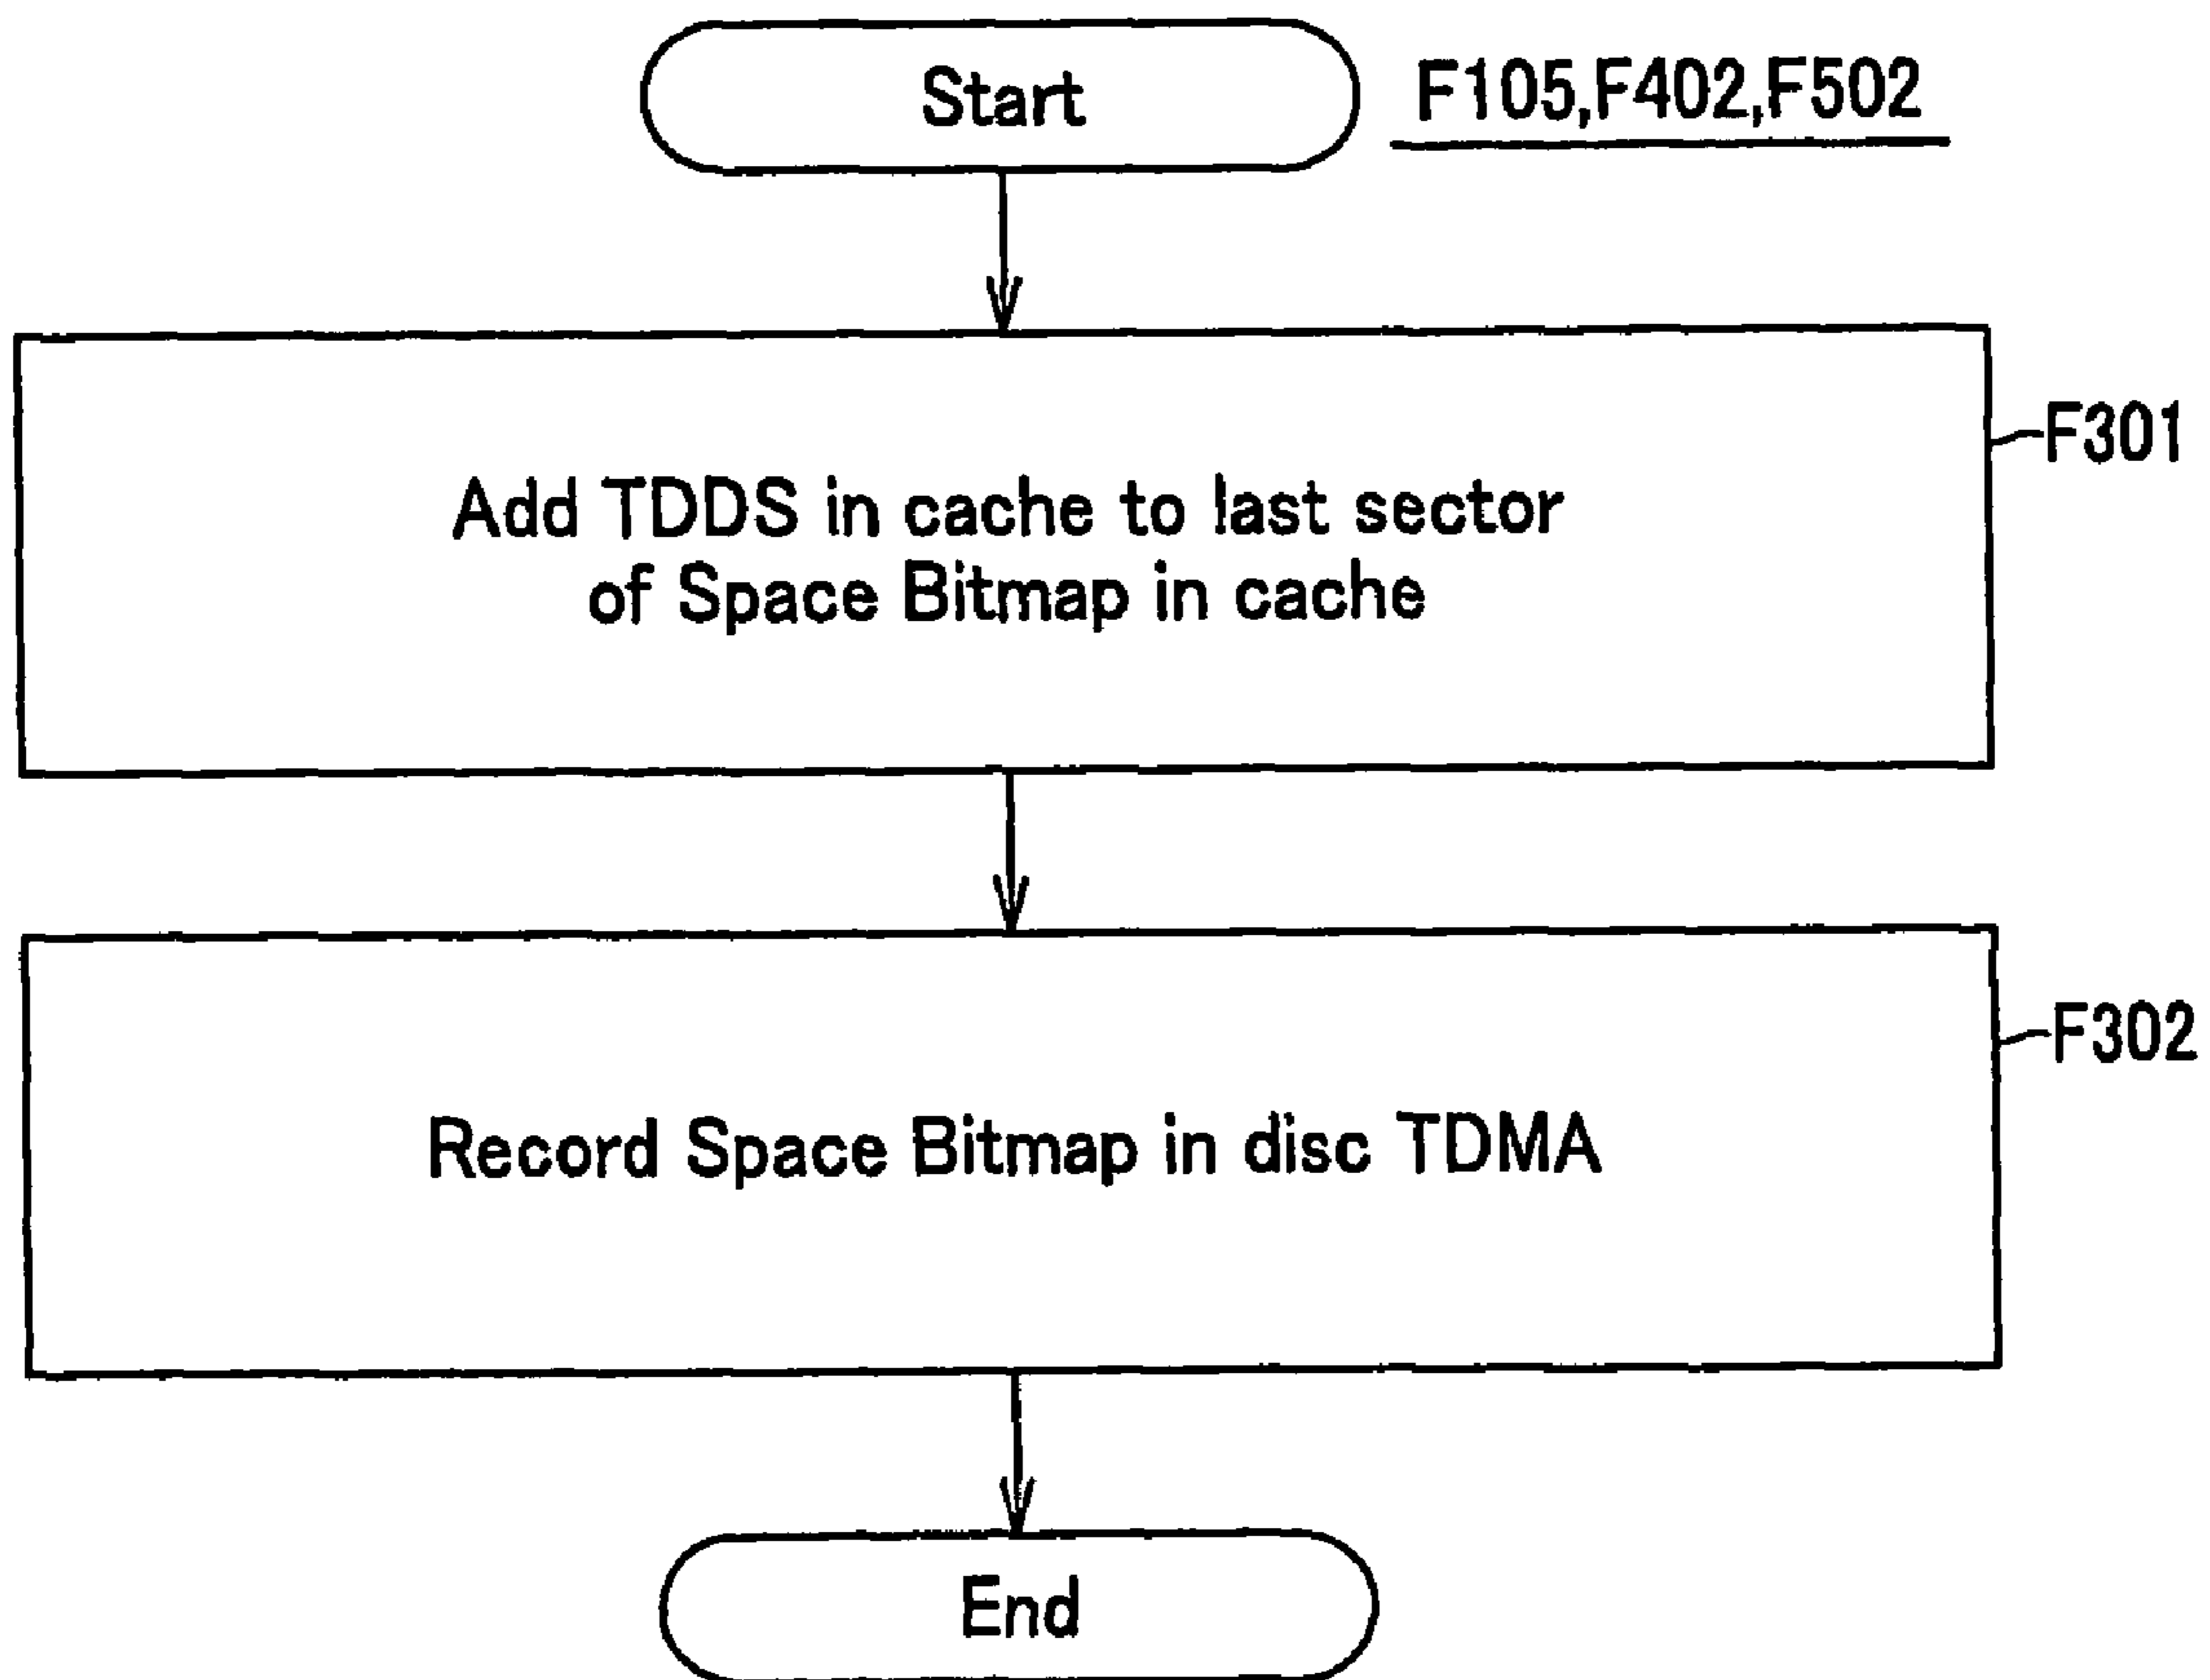 Start
F105,F402,F502
F301
Add TDDS in cache to last sector
of Space Bitmap in cache
F302
Record Space Bitmap in disc TDMA
End